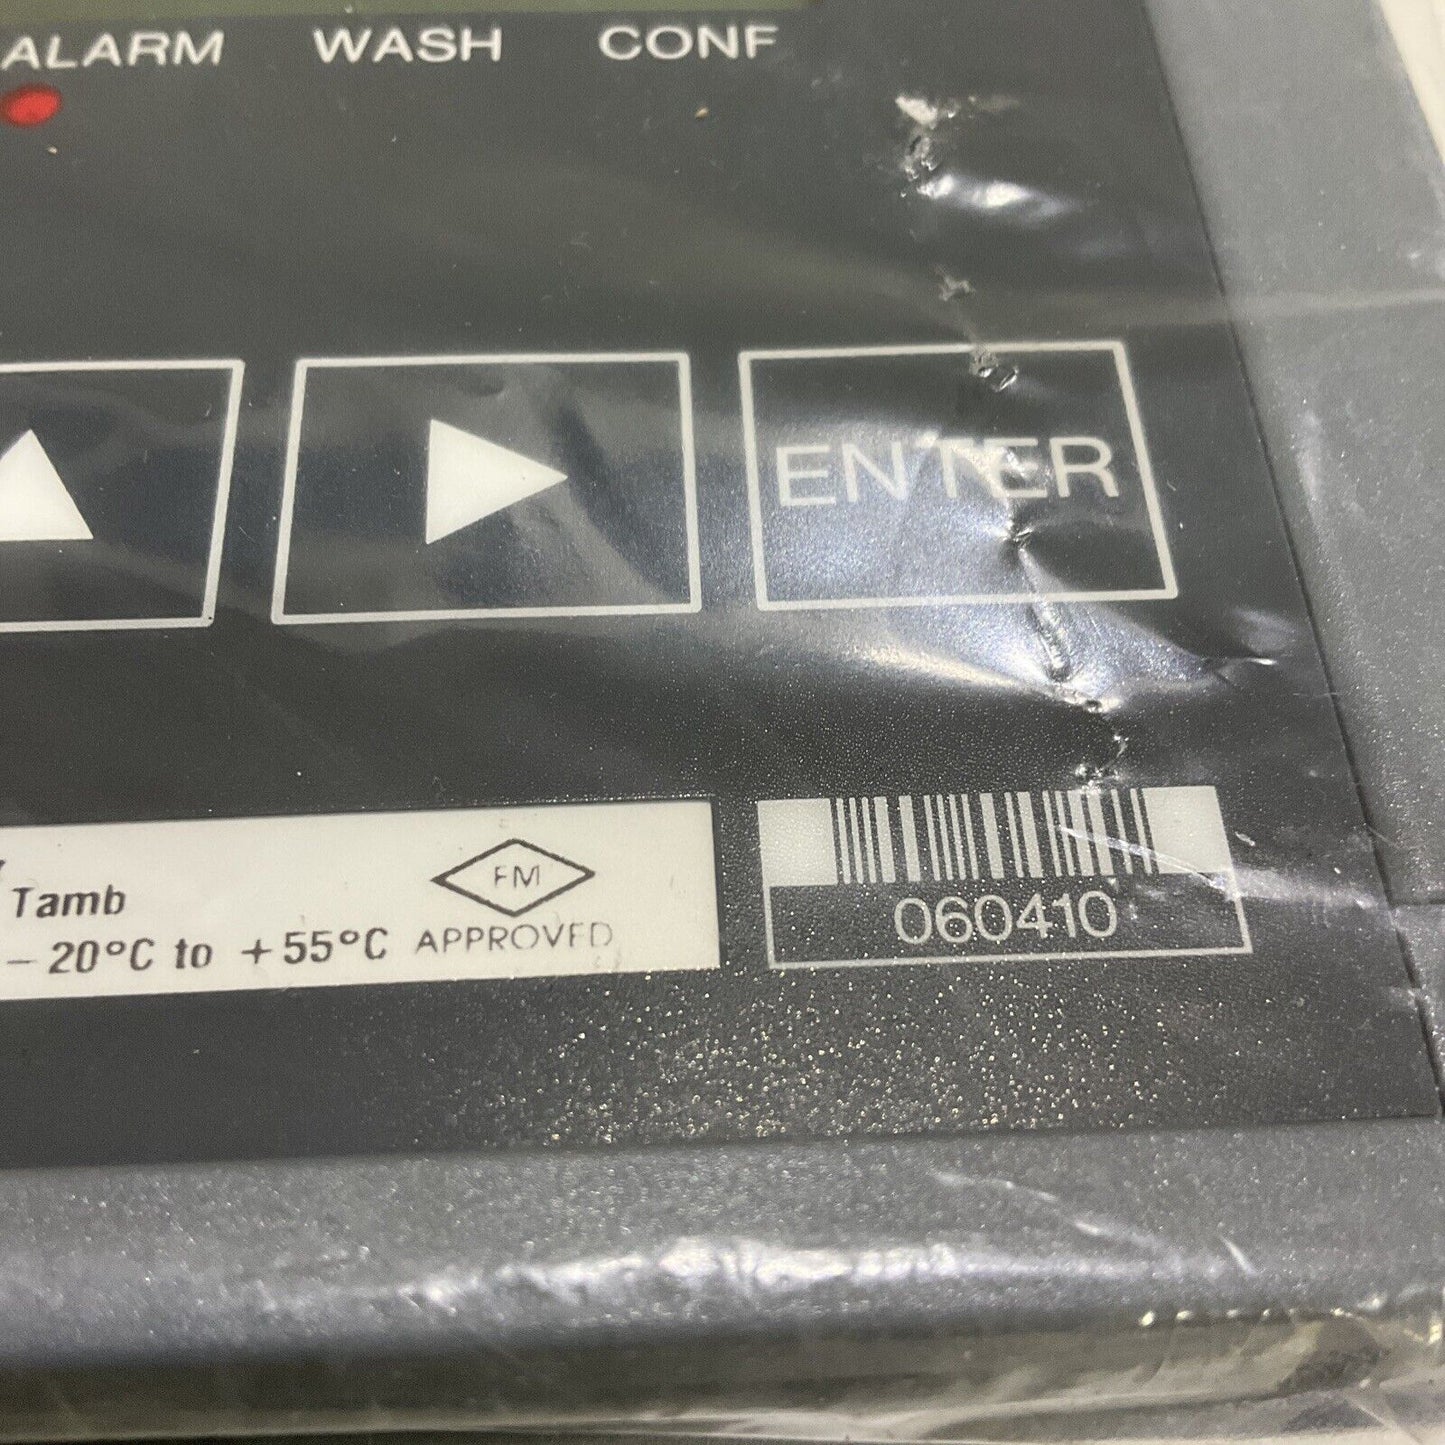 ALARM WASH CONF
ENTER
Tamb
– 20°C to +55°C
FM
APPROVED
060410